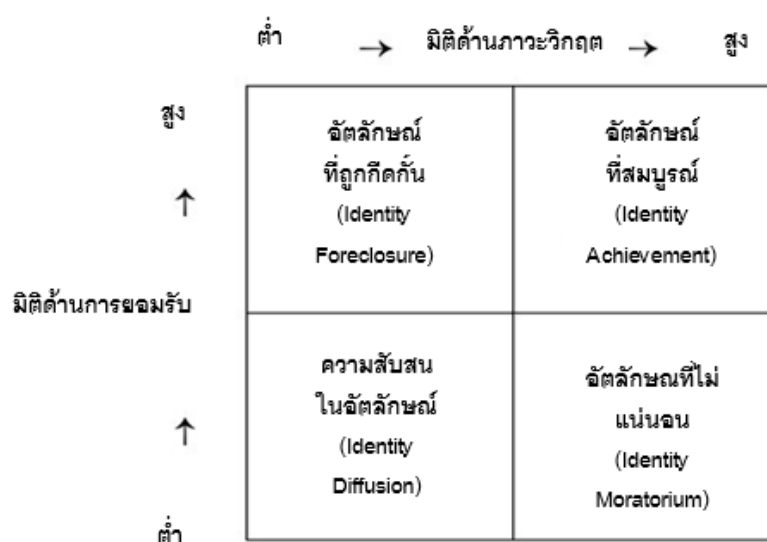 ต่ำ → มิติด้านภาวะวิกฤต → สูง
สูง
อัตลักษณ์
ที่ถูกกีดกั้น
(Identity
Foreclosure)
อัตลักษณ์
ที่สมบูรณ์
(Identity
Achievement)
↑
มิติด้านการยอมรับ
ความสับสน
ในอัตลักษณ์
(Identity
Diffusion)
อัตลักษณที่ไม่
แน่นอน
(Identity
Moratorium)
↑
ต่ำ